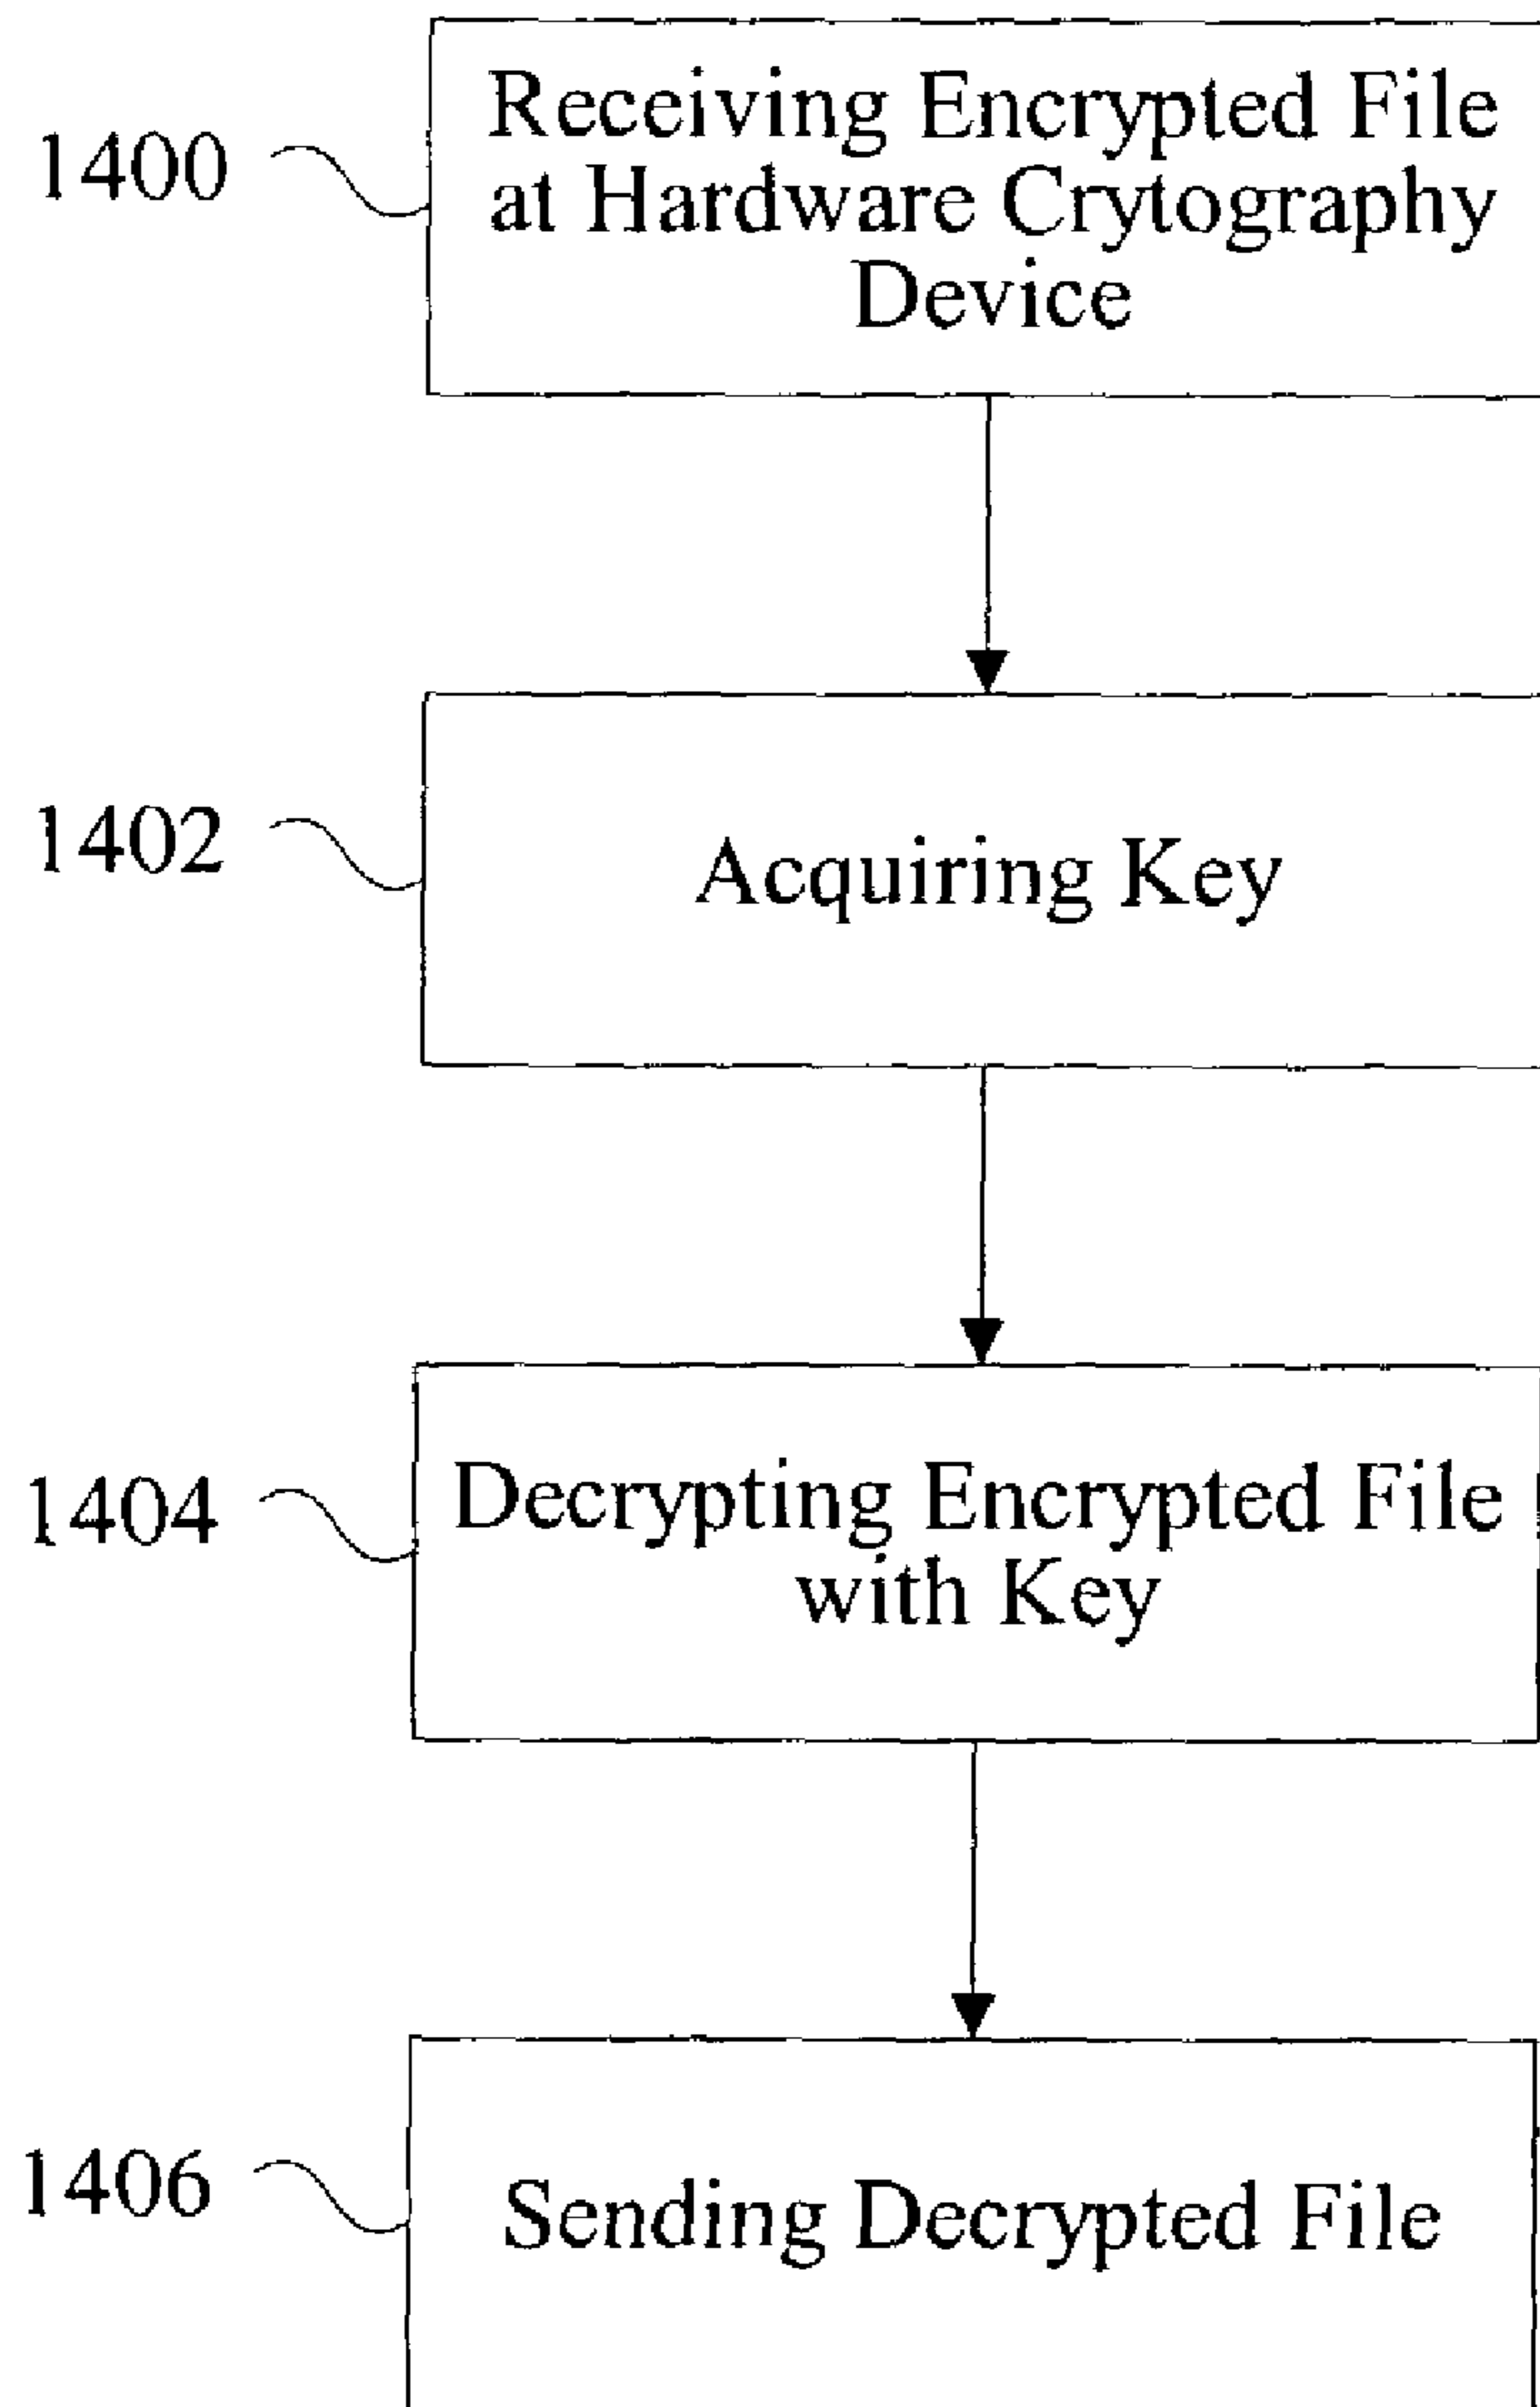 1400
Receiving Encrypted File
at Hardware Crytography
Device
1402
Acquiring Key
1404
Decrypting Encrypted File
with Key
1406
Sending Decrypted File